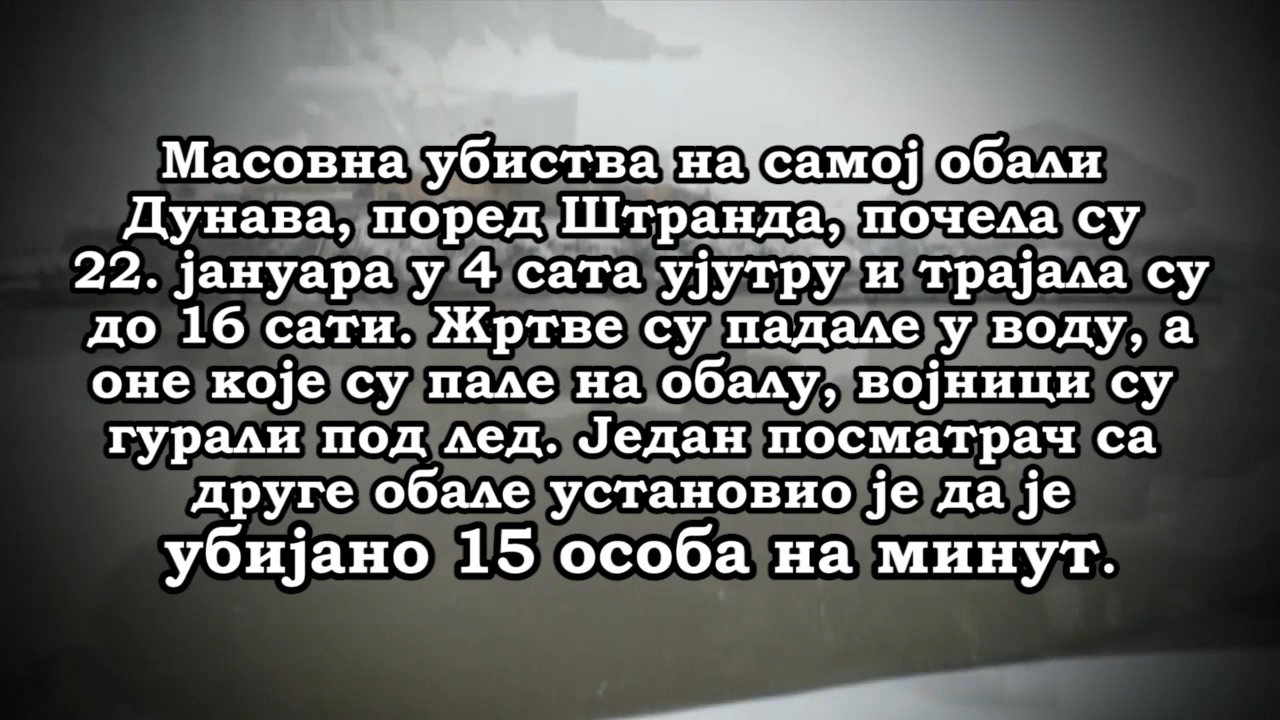 Масовна убиства на самој обали
Дунава, поред Штранда, почела су
22. јануара у 4 сата ујутру и трајала су
до 16 сати. Жртве су падале у воду, а
оне које су пале на обалу, војници су
гурали под лед. Један посматрач са
друге обале установио је да је
убијано 15 особа на минут.